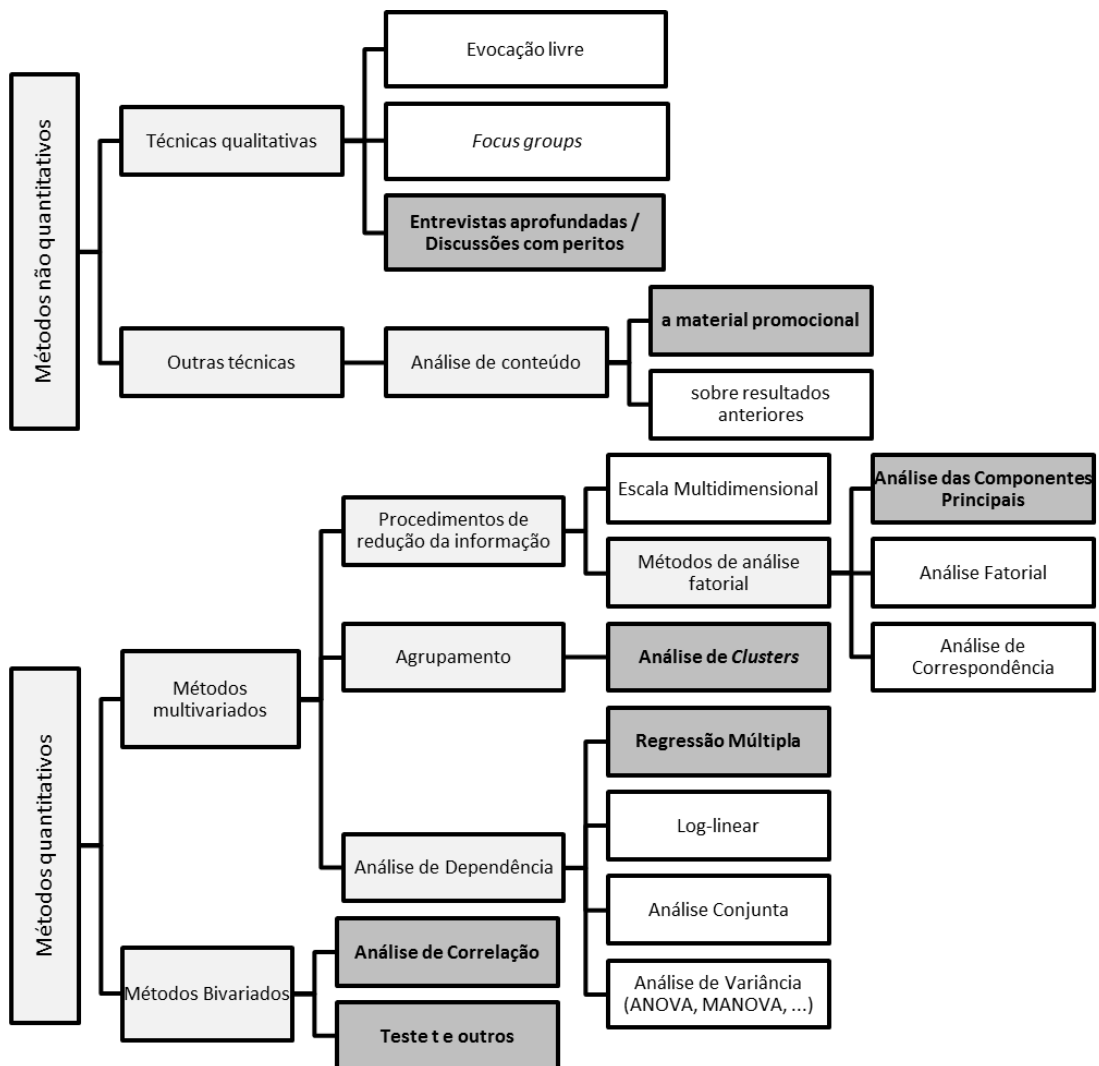 Métodos não quantitativos
Técnicas qualitativas
Evocação livre
Focus groups
Entrevistas aprofundadas /
Discussões com peritos
Outras técnicas
Análise de conteúdo
a material promocional
sobre resultados
anteriores
Métodos quantitativos
Métodos
multivariados
Procedimentos de
redução da informação
Escala Multidimensional
Métodos de análise
fatorial
Análise das Componentes
Principais
Análise Fatorial
Análise de
Correspondência
Agrupamento
Análise de Clusters
Análise de Dependência
Regressão Múltipla
Log-linear
Análise Conjunta
Análise de Variância
(ANOVA, MANOVA, ...)
Métodos Bivariados
Análise de Correlação
Teste t e outros